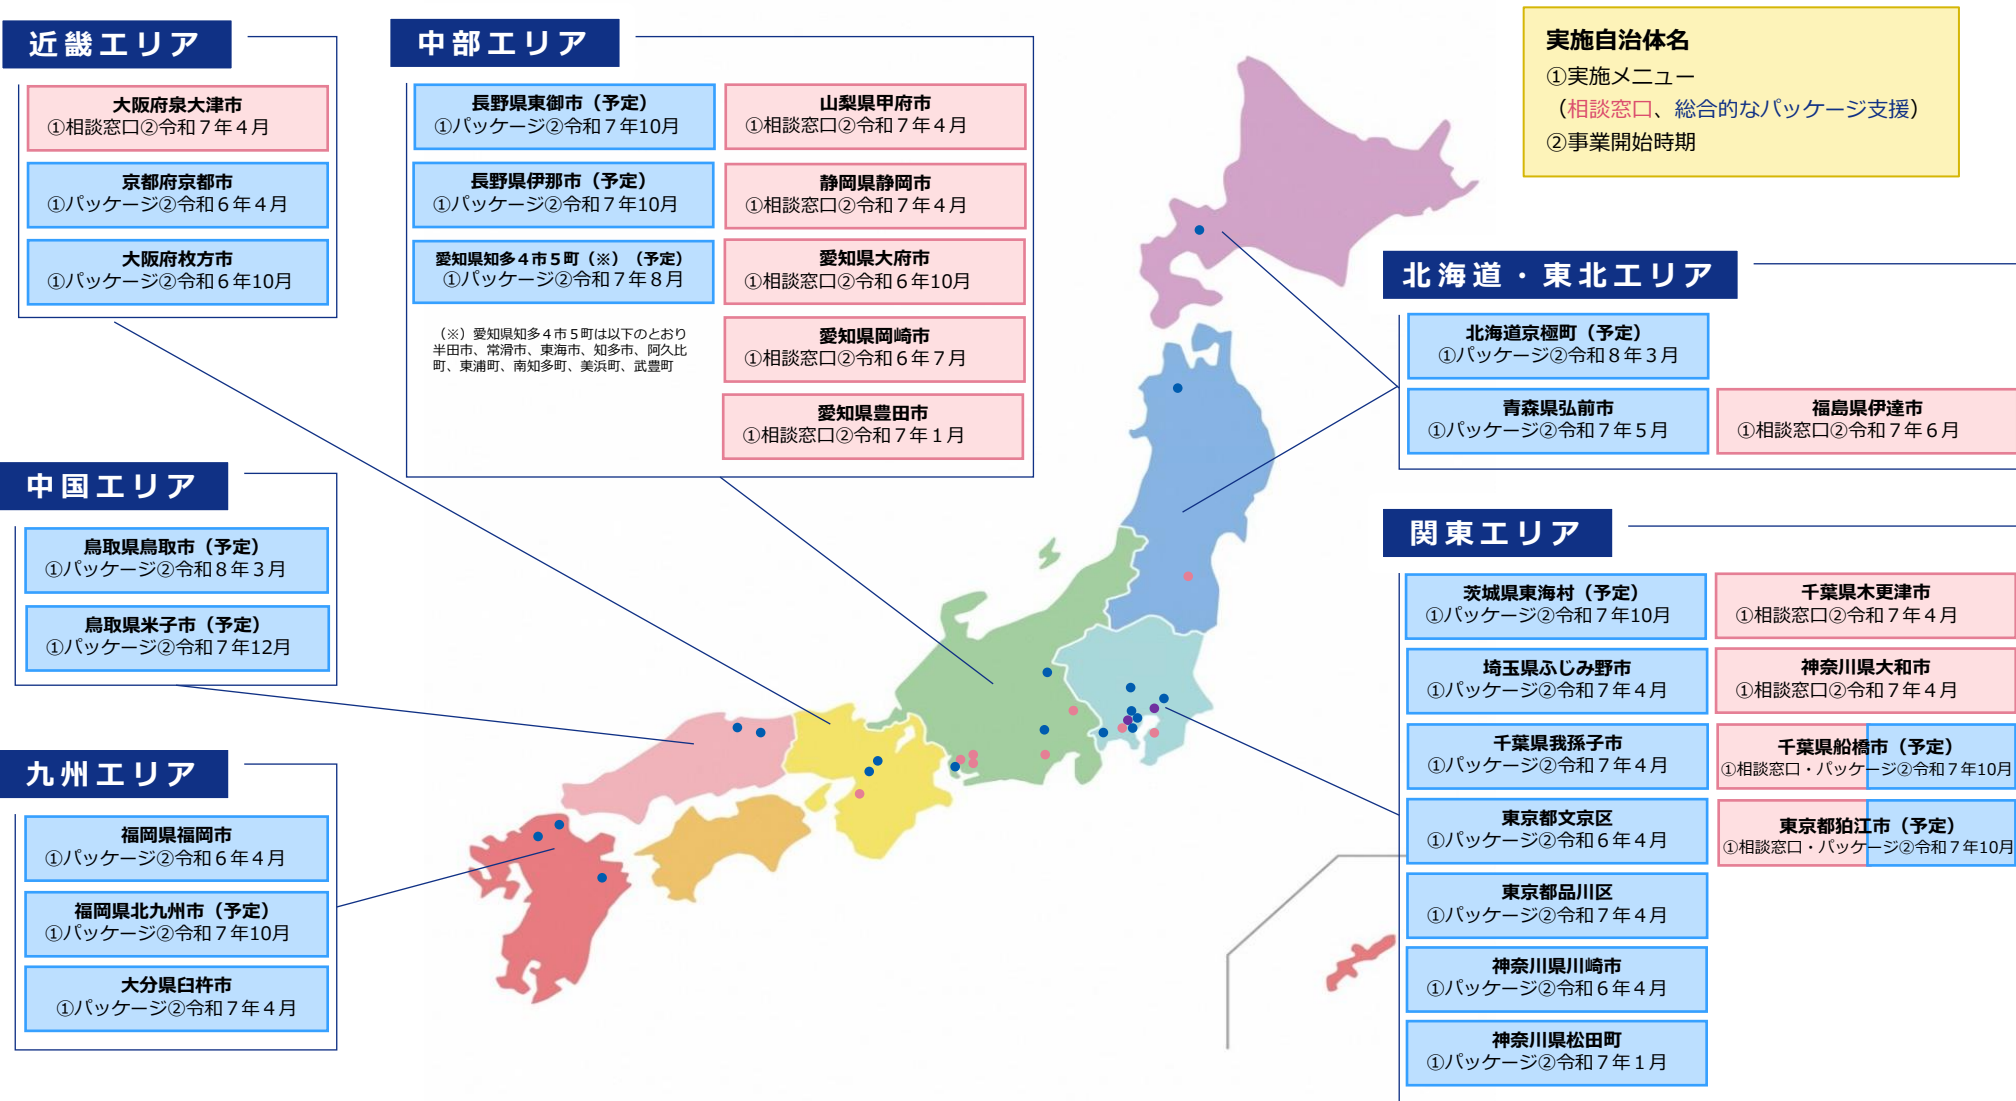 近畿エリア
大阪府泉大津市
①相談窓口②令和７年４月
京都府京都市
①パッケージ②令和６年４月
大阪府枚方市
①パッケージ②令和６年10月
中部エリア
長野県東御市（予定）
①パッケージ②令和７年10月
長野県伊那市（予定）
①パッケージ②令和７年10月
愛知県知多４市５町（※）（予定）
①パッケージ②令和７年８月
（※）愛知県知多４市５町は以下のとおり
半田市、常滑市、東海市、知多市、阿久比
町、東浦町、南知多町、美浜町、武豊町
山梨県甲府市
①相談窓口②令和７年４月
静岡県静岡市
①相談窓口②令和７年４月
愛知県大府市
①相談窓口②令和６年10月
愛知県岡崎市
①相談窓口②令和６年７月
愛知県豊田市
①相談窓口②令和７年１月
実施自治体名
①実施メニュー
（相談窓口、総合的なパッケージ支援）
②事業開始時期
北海道・東北エリア
北海道京極町（予定）
①パッケージ②令和８年３月
青森県弘前市
①パッケージ②令和７年５月
福島県伊達市
①相談窓口②令和７年６月
中国エリア
鳥取県鳥取市（予定）
①パッケージ②令和８年３月
鳥取県米子市（予定）
①パッケージ②令和７年12月
九州エリア
福岡県福岡市
①パッケージ②令和６年４月
福岡県北九州市（予定）
①パッケージ②令和７年10月
大分県臼杵市
①パッケージ②令和７年４月
関東エリア
茨城県東海村（予定）
①パッケージ②令和７年10月
埼玉県ふじみ野市
①パッケージ②令和７年４月
千葉県我孫子市
①パッケージ②令和７年４月
東京都文京区
①パッケージ②令和６年４月
東京都品川区
①パッケージ②令和７年４月
神奈川県川崎市
①パッケージ②令和６年４月
神奈川県松田町
①パッケージ②令和７年１月
千葉県木更津市
①相談窓口②令和７年４月
神奈川県大和市
①相談窓口②令和７年４月
千葉県船橋市（予定）
①相談窓口・パッケージ②令和７年10月
東京都狛江市（予定）
①相談窓口・パッケージ②令和７年10月